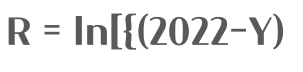 R = ln[{(2022-Y)